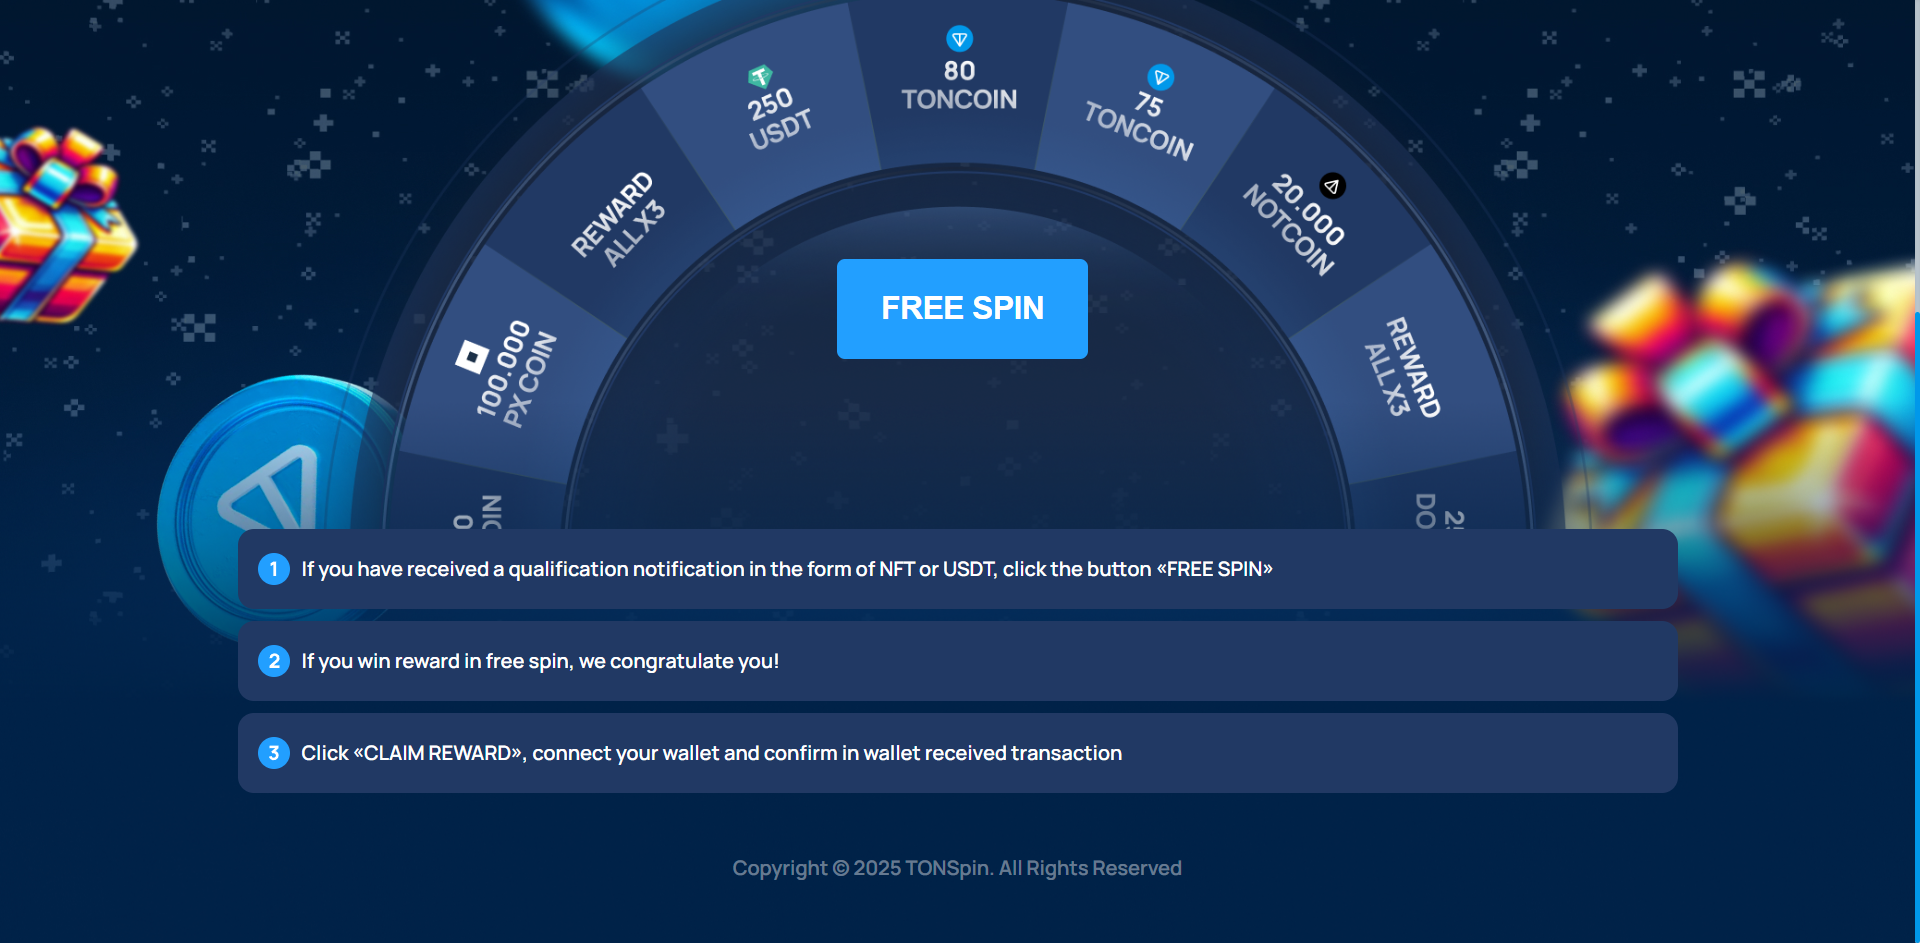 80
TONCOIN
250
USDT
75
TONCOIN
REWARD
ALL X3
20.000
NOTCOIN
100.000
PX COIN
REWARD
ALL X3
FREE SPIN
1 If you have received a qualification notification in the form of NFT or USDT, click the button «FREE SPIN»
2 If you win reward in free spin, we congratulate you!
3 Click «CLAIM REWARD», connect your wallet and confirm in wallet received transaction
Copyright © 2025 TONSpin. All Rights Reserved